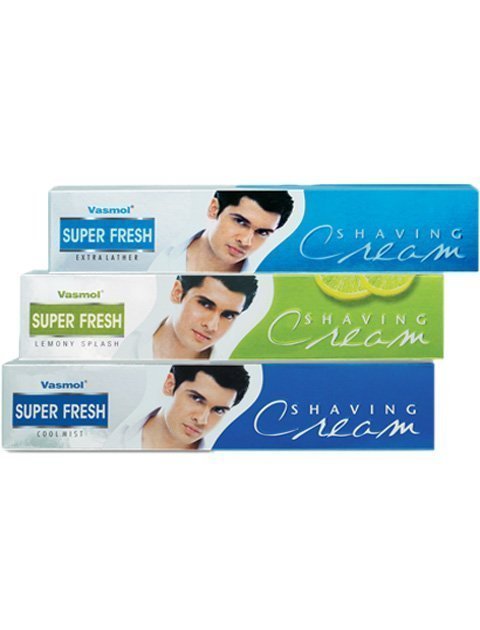 Vasmol®
SUPER FRESH
EXTRA LATHER
SHAVING
Cream
Vasmol®
SUPER FRESH
LEMONY SPLASH
SHAVING
Cream
Vasmol®
SUPER FRESH
COOL MIST
SHAVING
Cream